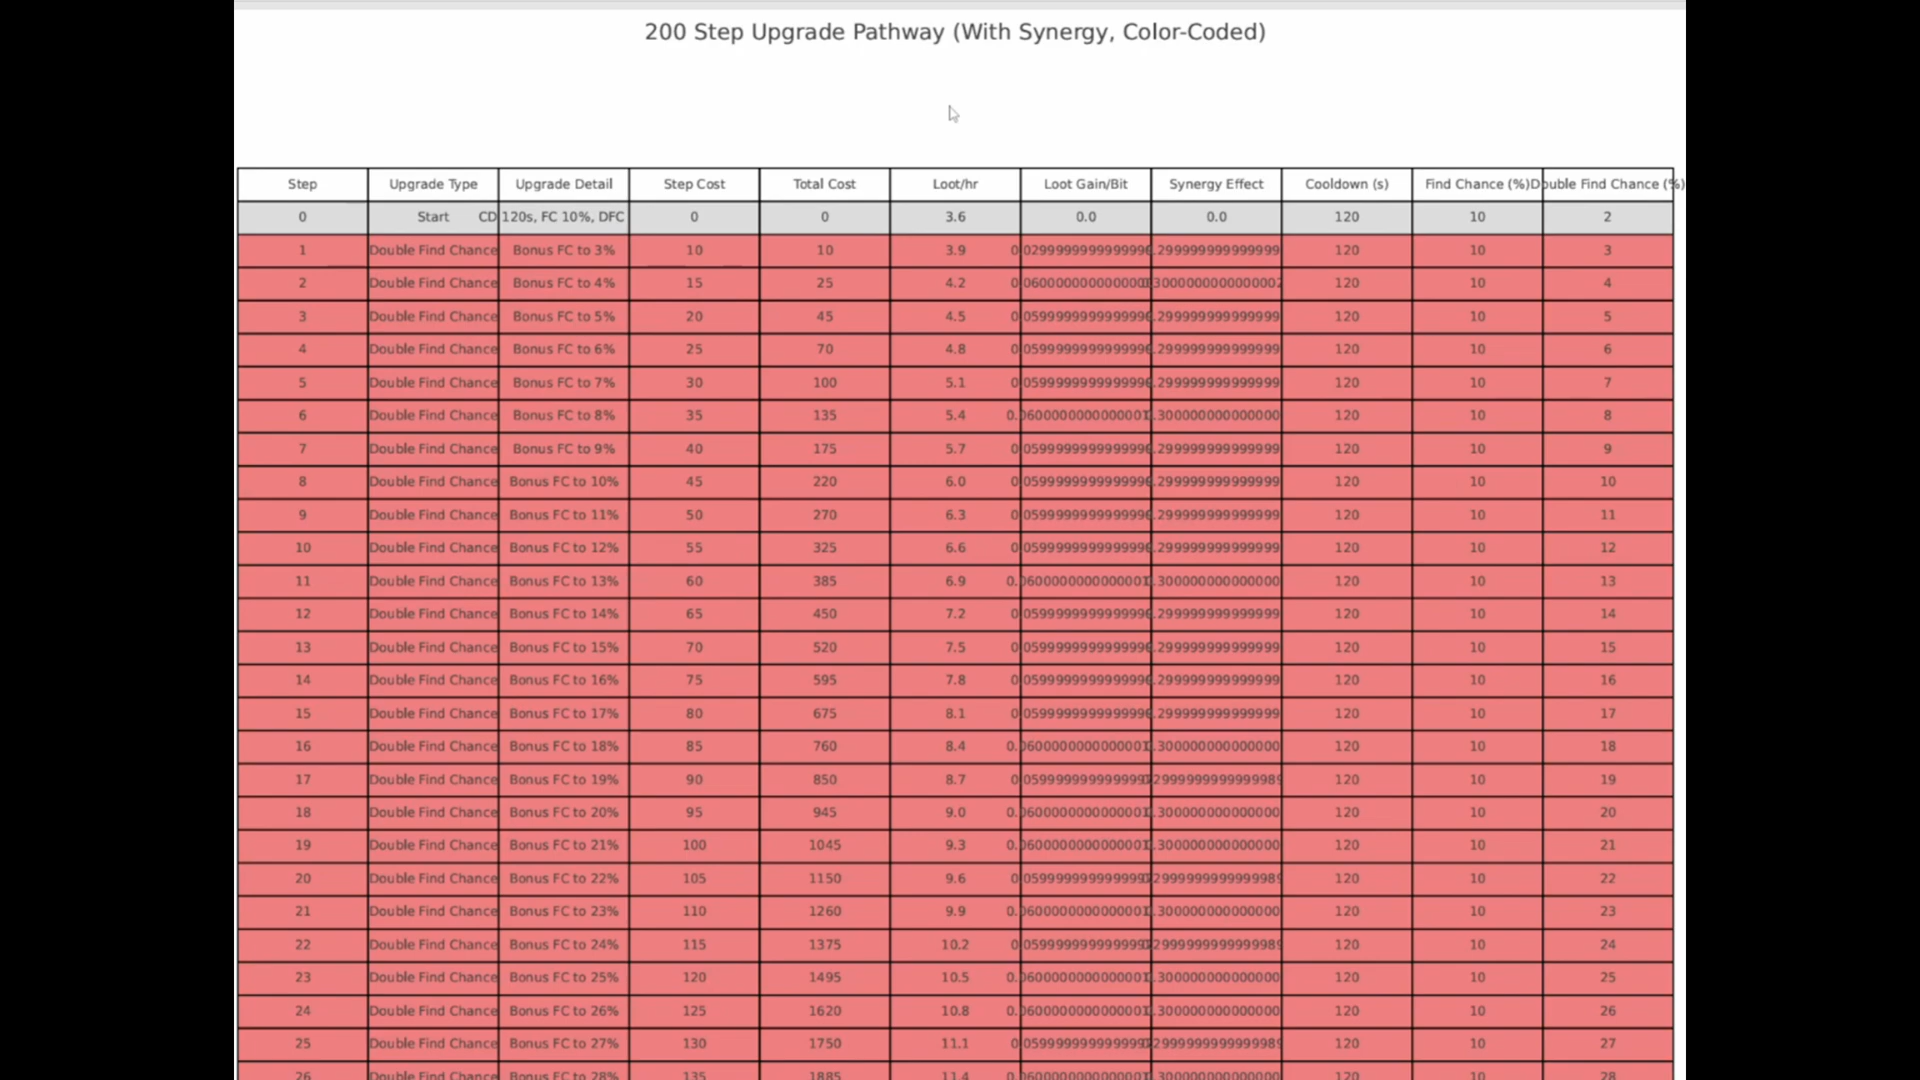 200 Step Upgrade Pathway (With Synergy, Color-Coded)
Step Upgrade Type Upgrade Detail Step Cost Total Cost Loot/hr Loot Gain/Bit Synergy Effect Cooldown (s) Find Chance (%) Double Find Chance (%)
0 Start CD 120s, FC 10%, DFC 0 0 3.6 0.0 0.0 120 10 2
1 Double Find Chance Bonus FC to 3% 10 10 3.9 120 10 3
2 Double Find Chance Bonus FC to 4% 15 25 4.2 120 10 4
3 Double Find Chance Bonus FC to 5% 20 45 4.5 120 10 5
4 Double Find Chance Bonus FC to 6% 25 70 4.8 120 10 6
5 Double Find Chance Bonus FC to 7% 30 100 5.1 120 10 7
6 Double Find Chance Bonus FC to 8% 35 135 5.4 120 10 8
7 Double Find Chance Bonus FC to 9% 40 175 5.7 120 10 9
8 Double Find Chance Bonus FC to 10% 45 220 6.0 120 10 10
9 Double Find Chance Bonus FC to 11% 50 270 6.3 120 10 11
10 Double Find Chance Bonus FC to 12% 55 325 6.6 120 10 12
11 Double Find Chance Bonus FC to 13% 60 385 6.9 120 10 13
12 Double Find Chance Bonus FC to 14% 65 450 7.2 120 10 14
13 Double Find Chance Bonus FC to 15% 70 520 7.5 120 10 15
14 Double Find Chance Bonus FC to 16% 75 595 7.8 120 10 16
15 Double Find Chance Bonus FC to 17% 80 675 8.1 120 10 17
16 Double Find Chance Bonus FC to 18% 85 760 8.4 120 10 18
17 Double Find Chance Bonus FC to 19% 90 850 8.7 120 10 19
18 Double Find Chance Bonus FC to 20% 95 945 9.0 120 10 20
19 Double Find Chance Bonus FC to 21% 100 1045 9.3 120 10 21
20 Double Find Chance Bonus FC to 22% 105 1150 9.6 120 10 22
21 Double Find Chance Bonus FC to 23% 110 1260 9.9 120 10 23
22 Double Find Chance Bonus FC to 24% 115 1375 10.2 120 10 24
23 Double Find Chance Bonus FC to 25% 120 1495 10.5 120 10 25
24 Double Find Chance Bonus FC to 26% 125 1620 10.8 120 10 26
25 Double Find Chance Bonus FC to 27% 130 1750 11.1 120 10 27
26 Double Find Chance Bonus FC to 28% 135 1885 11.4 120 10 28